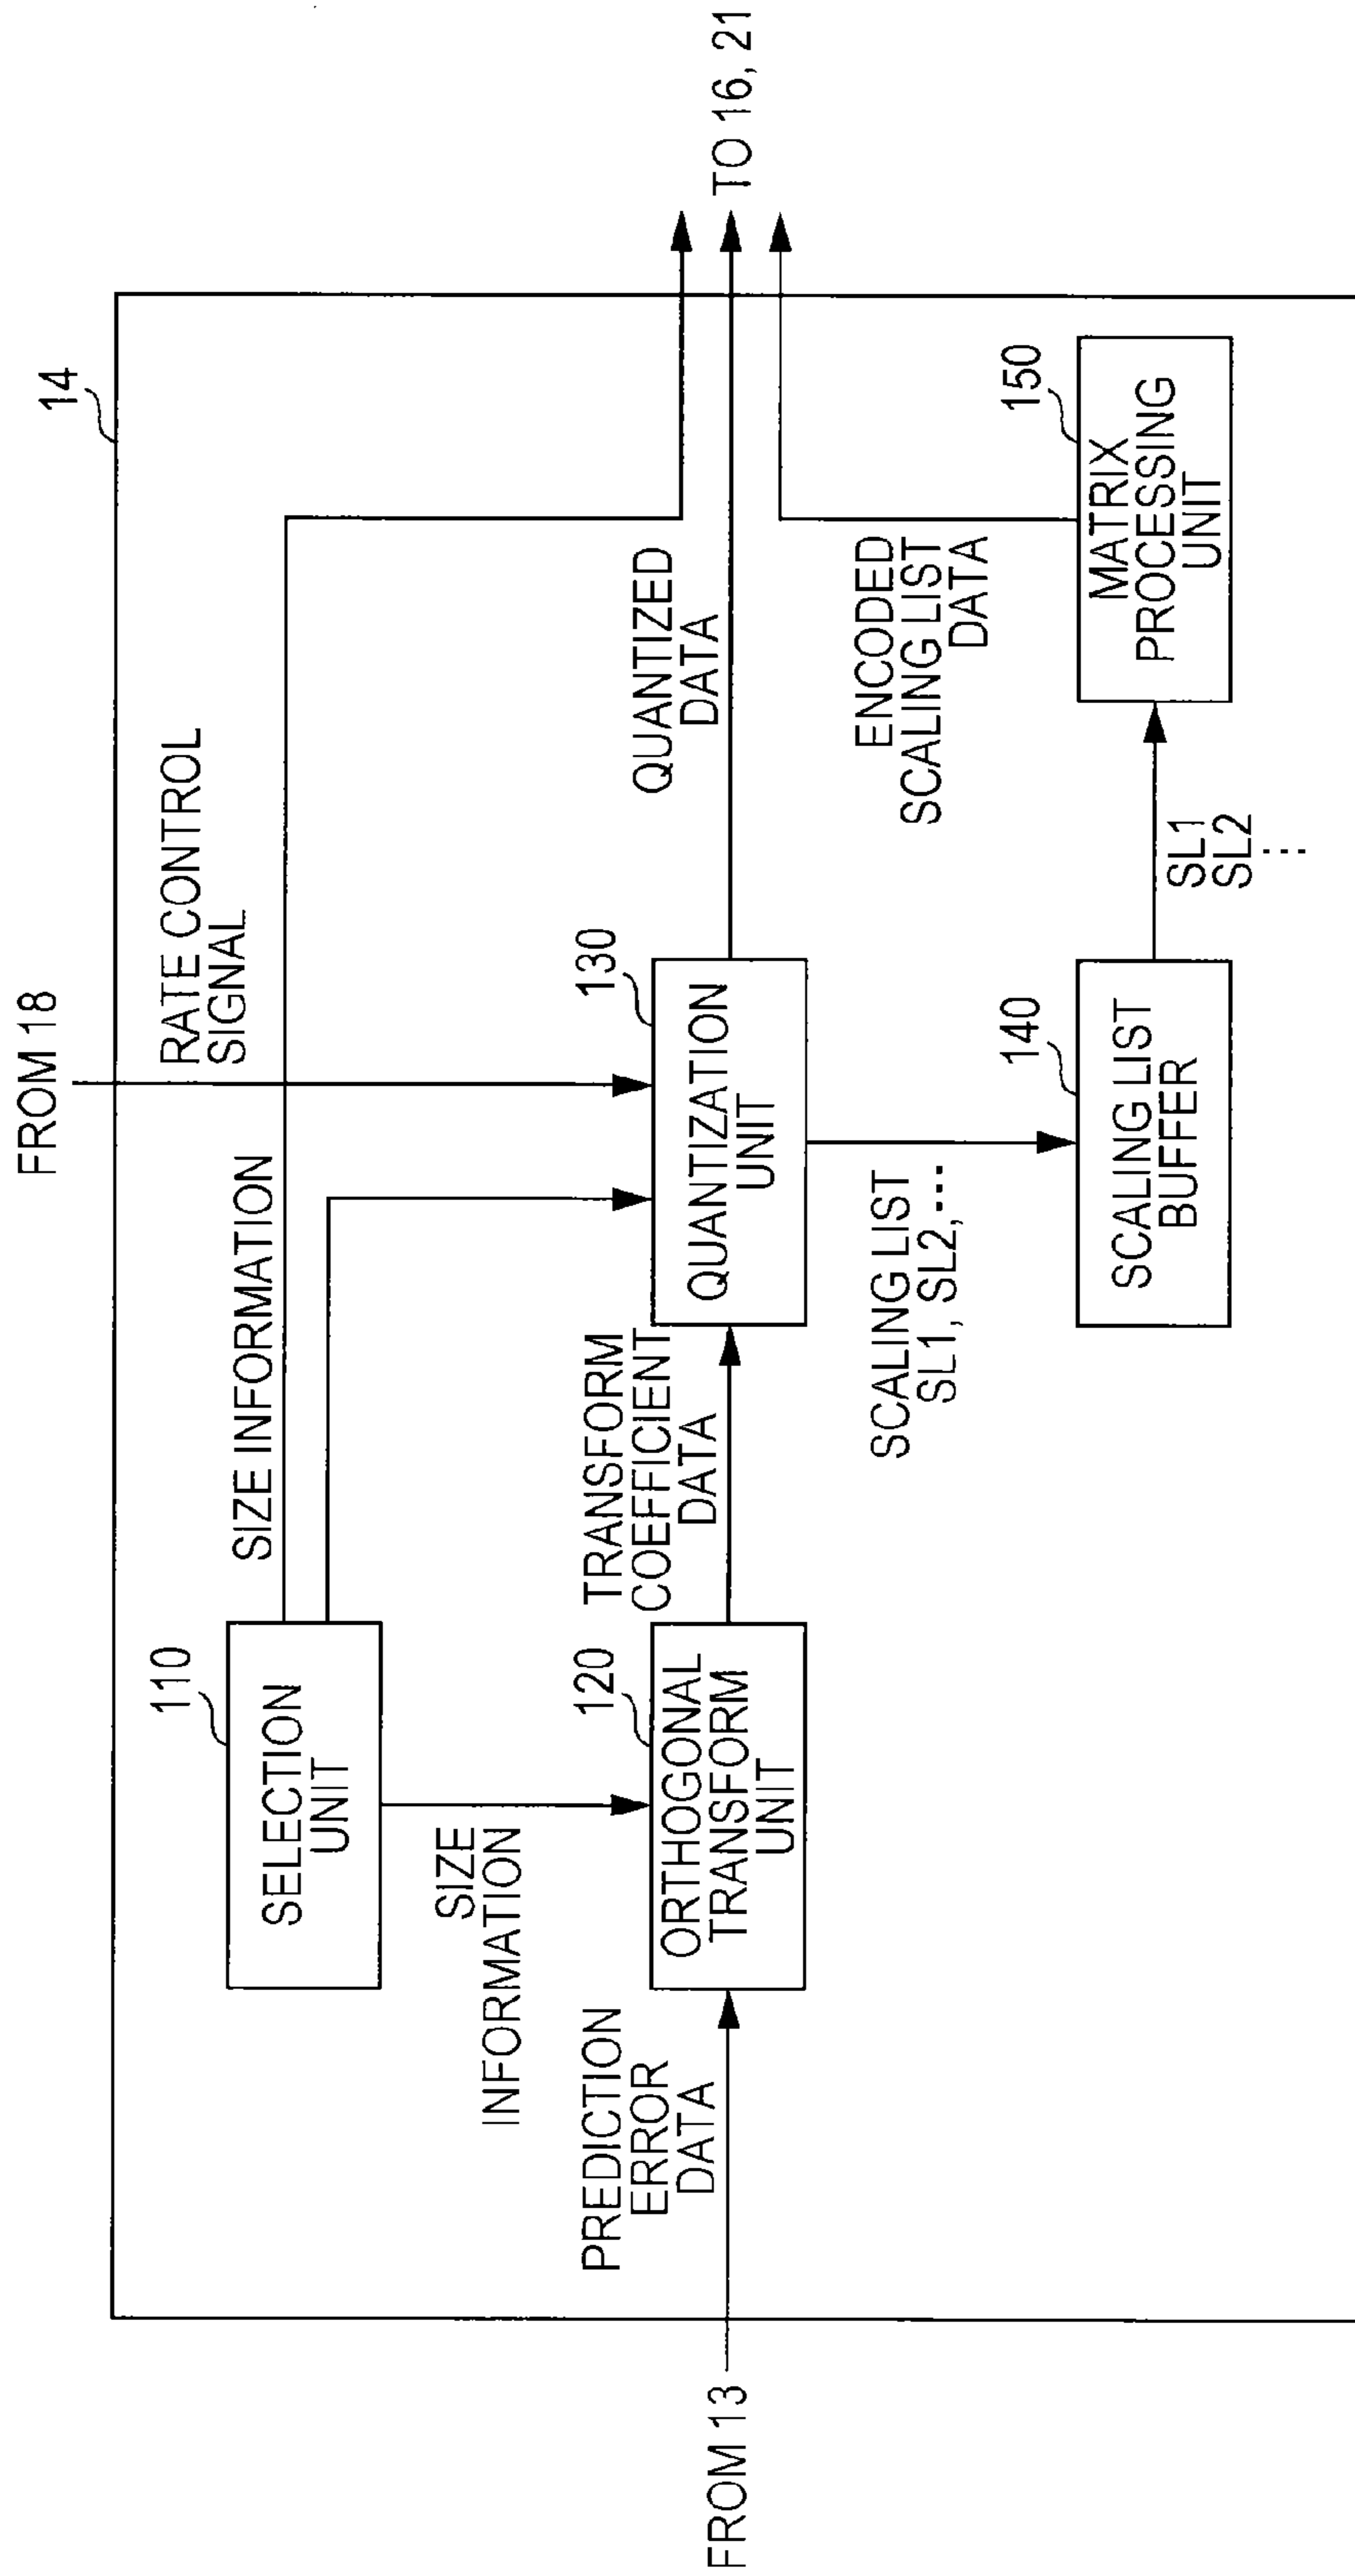 FROM 18
14
RATE CONTROL
SIGNAL
SIZE INFORMATION
110
SELECTION
UNIT
SIZE
INFORMATION
FROM 13
PREDICTION
ERROR
DATA
120
ORTHOGONAL
TRANSFORM
UNIT
TRANSFORM
COEFFICIENT
DATA
130
QUANTIZATION
UNIT
QUANTIZED
DATA
TO 16, 21
SCALING LIST
SL1, SL2, ···
140
SCALING LIST
BUFFER
SL1
SL2
⋮
ENCODED
SCALING LIST
DATA
150
MATRIX
PROCESSING
UNIT